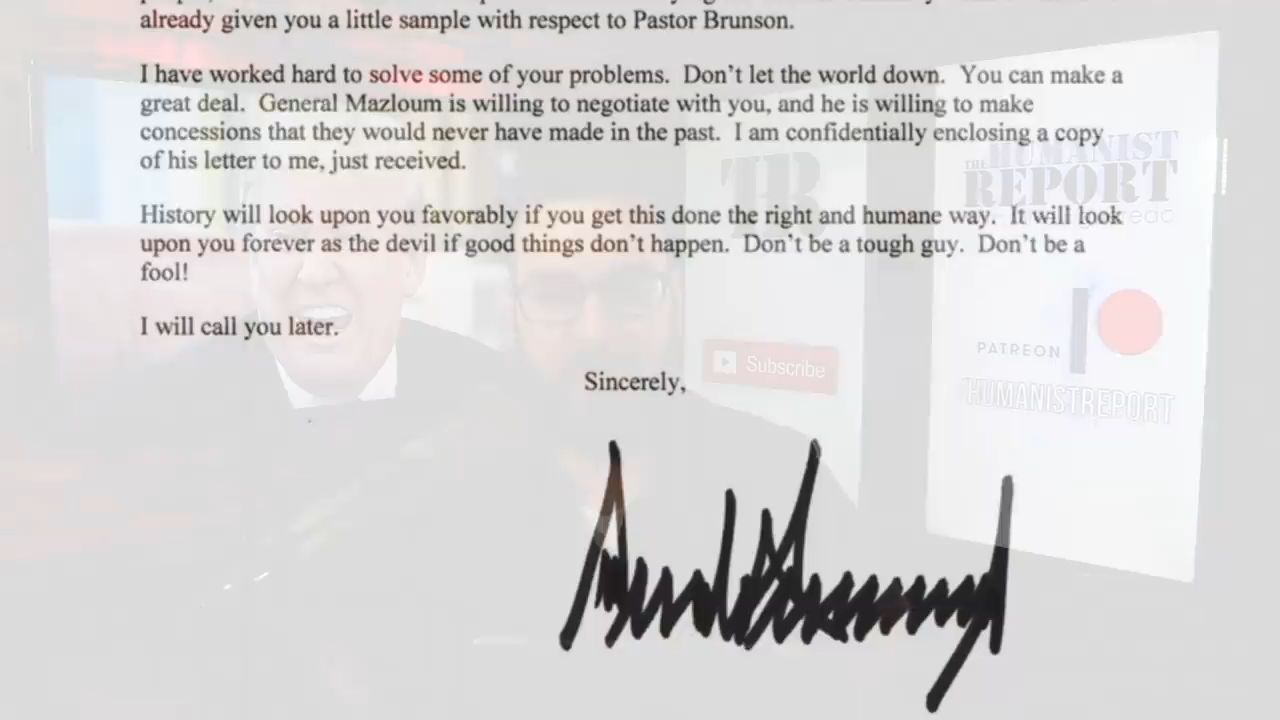 already given you a little sample with respect to Pastor Brunson.
I have worked hard to solve some of your problems. Don't let the world down. You can make a
great deal. General Mazloum is willing to negotiate with you, and he is willing to make
concessions that they would never have made in the past. I am confidentially enclosing a copy
of his letter to me, just received.
History will look upon you favorably if you get this done the right and humane way. It will look
upon you forever as the devil if good things don't happen. Don't be a tough guy. Don't be a
fool!
I will call you later.
Sincerely,
THR
Subscribe
THE HUMANIST
REPORT
PATREON
/HUMANISTREPORT